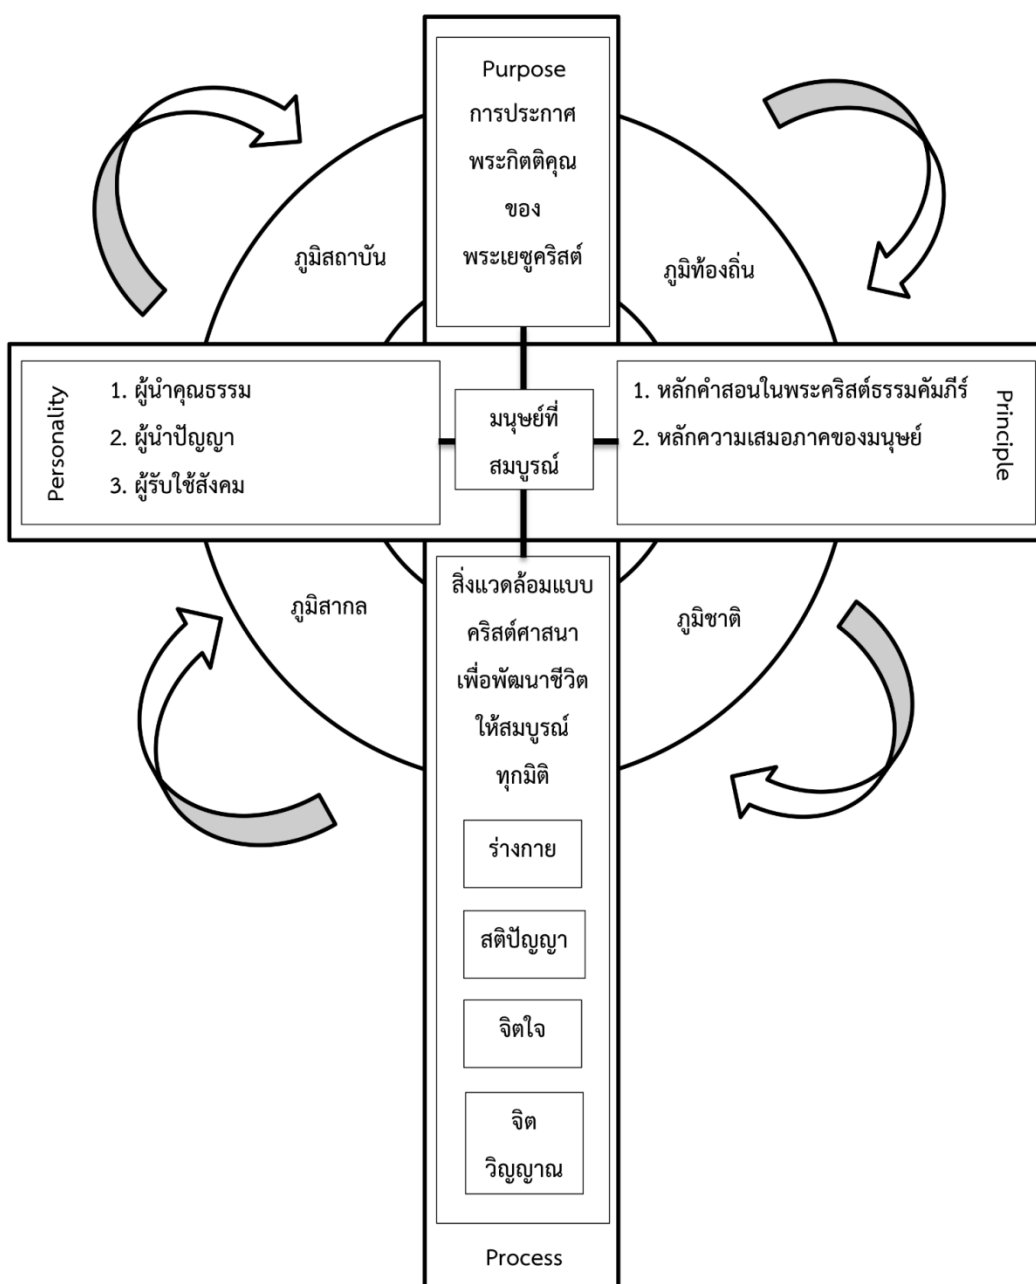 Purpose
การประกาศ
พระกิตติคุณ
ของ
พระเยซูคริสต์
ภูมิสถาบัน
ภูมิท้องถิ่น
Personality
1. ผู้นำคุณธรรม
2. ผู้นำปัญญา
3. ผู้รับใช้สังคม
มนุษย์ที่
สมบูรณ์
1. หลักคำสอนในพระคริสต์ธรรมคัมภีร์
2. หลักความเสมอภาคของมนุษย์
Principle
ภูมิสากล
ภูมิชาติ
สิ่งแวดล้อมแบบ
คริสต์ศาสนา
เพื่อพัฒนาชีวิต
ให้สมบูรณ์
ทุกมิติ
ร่างกาย
สติปัญญา
จิตใจ
จิต
วิญญาณ
Process